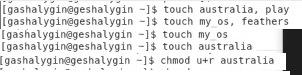 [gashalygin@geshalygin ~]$ touch australia, play
[gashalygin@geshalygin ~]$ touch my_os, feathers
[gashalygin@geshalygin ~]$ touch my_os
[gashalygin@geshalygin ~]$ touch australia
[gashalygin@geshalygin ~]$ chmod u+r australia